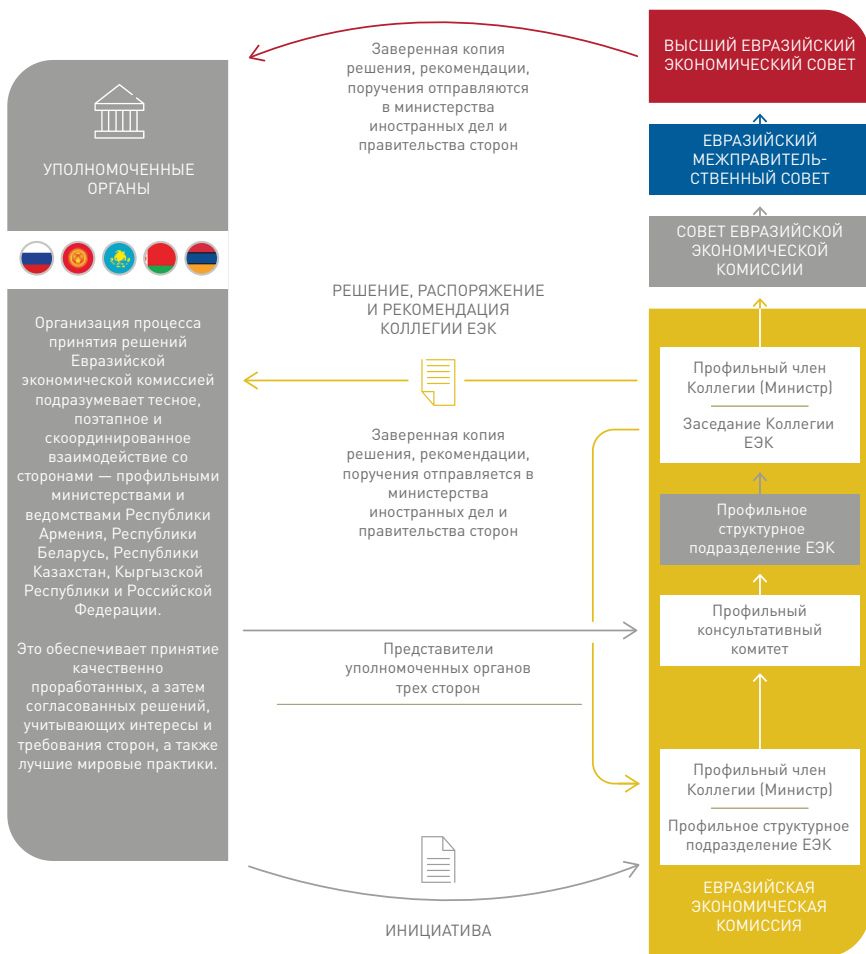 УПОЛНОМОЧЕННЫЕ
ОРГАНЫ
Организация процесса
принятия решений
Евразийской
экономической комиссией
подразумевает тесное,
поэтапное и
скоординированное
взаимодействие со
сторонами — профильными
министерствами и
ведомствами Республики
Армения, Республики
Беларусь, Республики
Казахстан, Кыргызской
Республики и Российской
Федерации.
Это обеспечивает принятие
качественно
проработанных, а затем
согласованных решений,
учитывающих интересы и
требования сторон, а также
лучшие мировые практики.
Заверенная копия
решения, рекомендации,
поручения отправляются
в министерства
иностранных дел и
правительства сторон
РЕШЕНИЕ, РАСПОРЯЖЕНИЕ
И РЕКОМЕНДАЦИЯ
КОЛЛЕГИИ ЕЭК
Заверенная копия
решения, рекомендации,
поручения отправляется в
министерства
иностранных дел и
правительства сторон
Представители
уполномоченных органов
трех сторон
ИНИЦИАТИВА
ВЫСШИЙ ЕВРАЗИЙСКИЙ
ЭКОНОМИЧЕСКИЙ СОВЕТ
ЕВРАЗИЙСКИЙ
МЕЖПРАВИТЕЛЬ-
СТВЕННЫЙ СОВЕТ
СОВЕТ ЕВРАЗИЙСКОЙ
ЭКОНОМИЧЕСКОЙ
КОМИССИИ
Профильный член
Коллегии (Министр)
Заседание Коллегии
ЕЭК
Профильное
структурное
подразделение ЕЭК
Профильный
консультативный
комитет
Профильный член
Коллегии (Министр)
Профильное структурное
подразделение ЕЭК
ЕВРАЗИЙСКАЯ
ЭКОНОМИЧЕСКАЯ
КОМИССИЯ